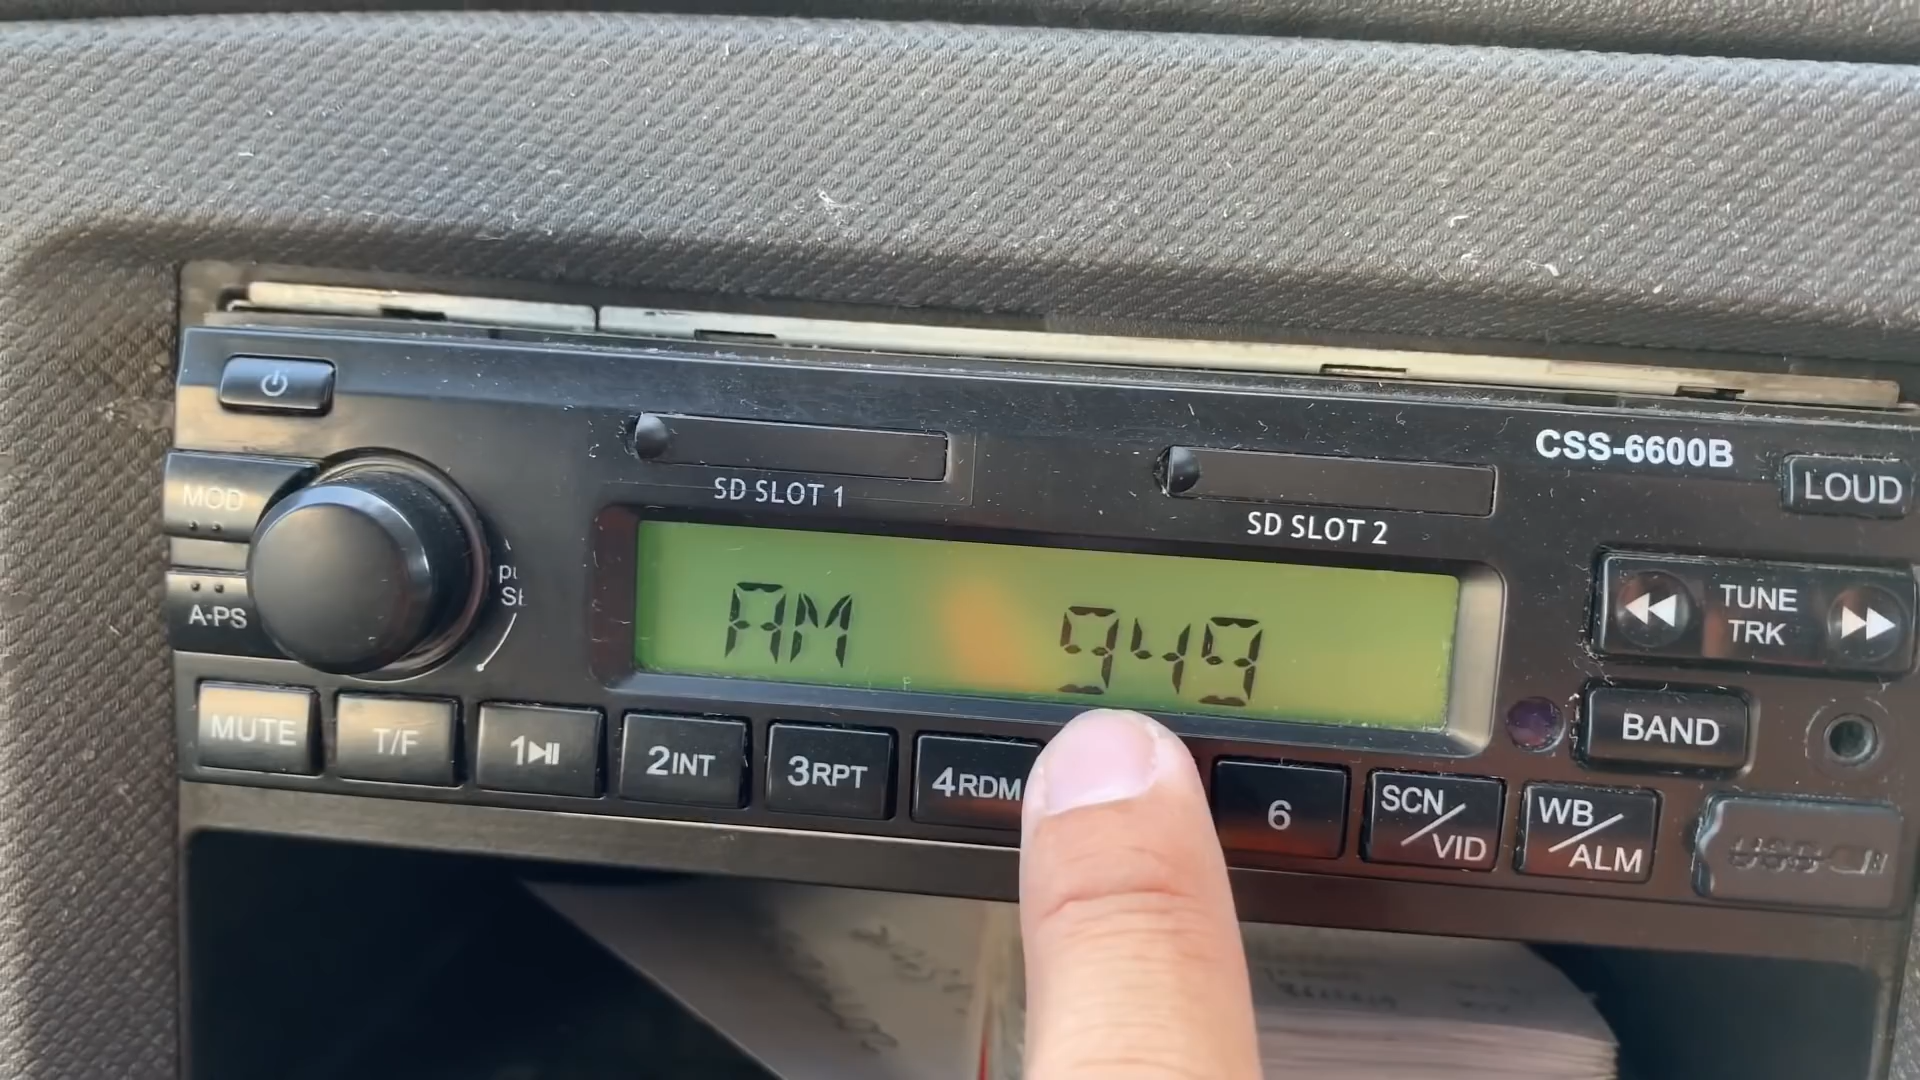 CSS-6600B
LOUD
SD SLOT 1
SD SLOT 2
MOD
A-PS
AM 949
TUNE
TRK
BAND
MUTE
T/F
1
2INT
3RPT
4RDM
6
SCN/VID
WB/ALM
USB